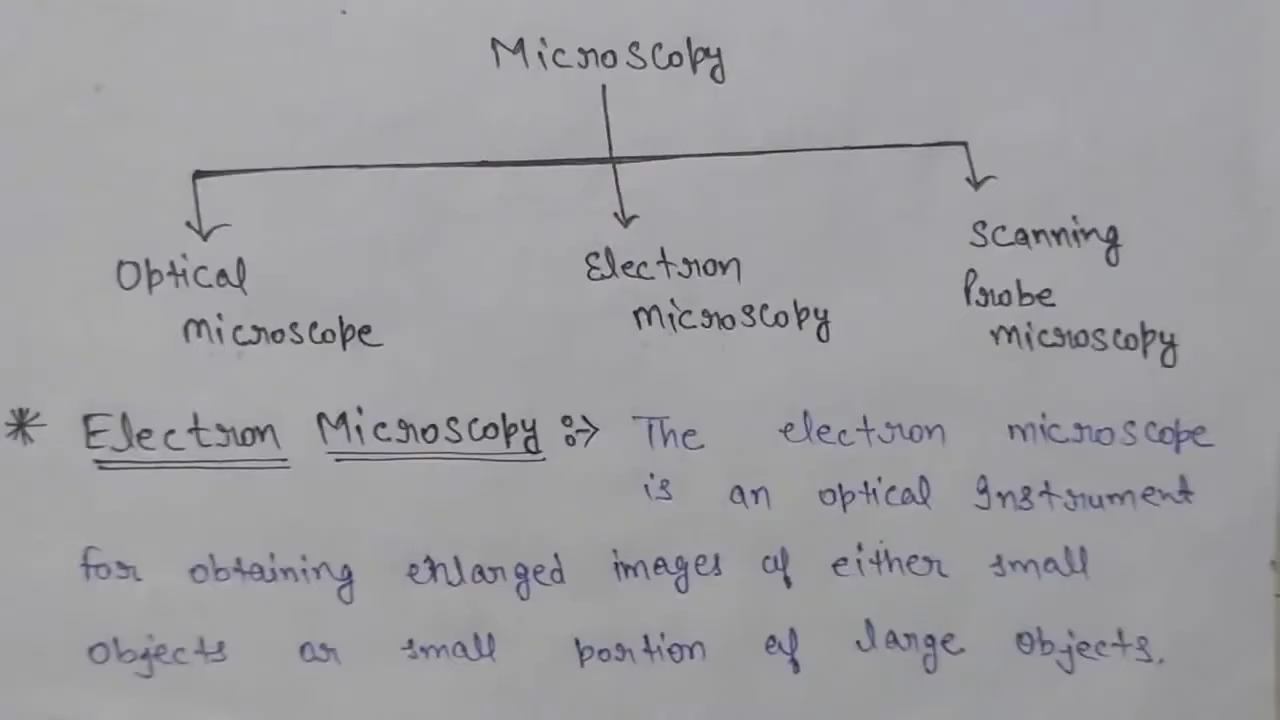 Microscopy
Optical
microscope
Electron
microscopy
Scanning
Probe
microscopy
* Electron Microscopy :-> The electron microscope
is an optical Instrument
for obtaining enlarged images of either small
objects or small portion of large objects.